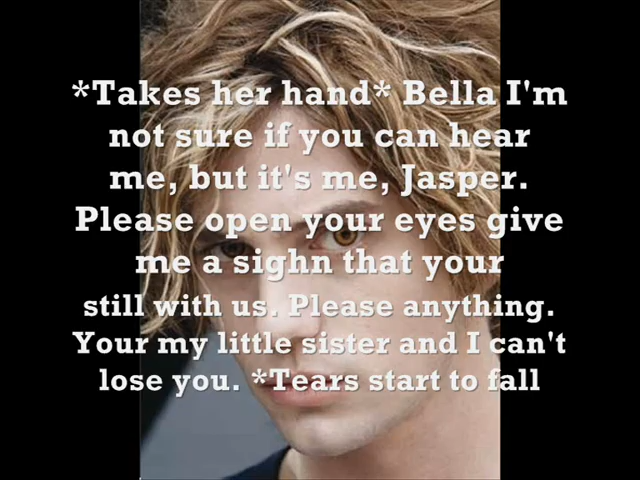 *Takes her hand* Bella I'm
not sure if you can hear
me, but it's me, Jasper.
Please open your eyes give
me a sighn that your
still with us. Please anything.
Your my little sister and I can't
lose you. *Tears start to fall